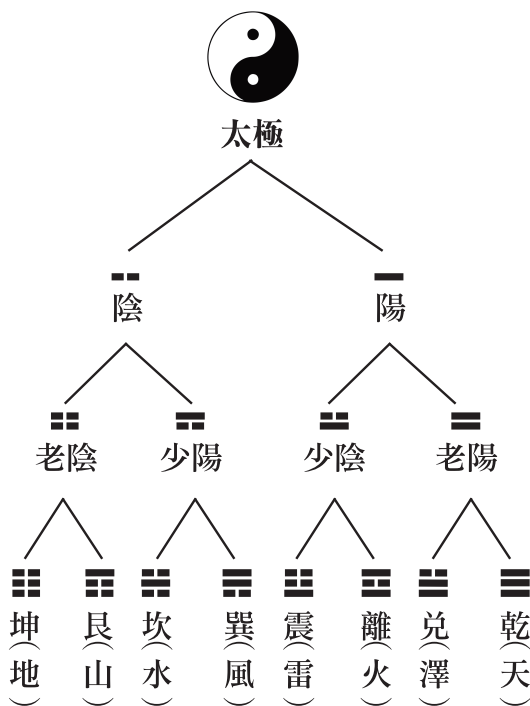 太極
陰 陽
老陰 少陽 少陰 老陽
坤（地） 艮（山） 坎（水） 巽（風） 震（雷） 離（火） 兑（澤） 乾（天）